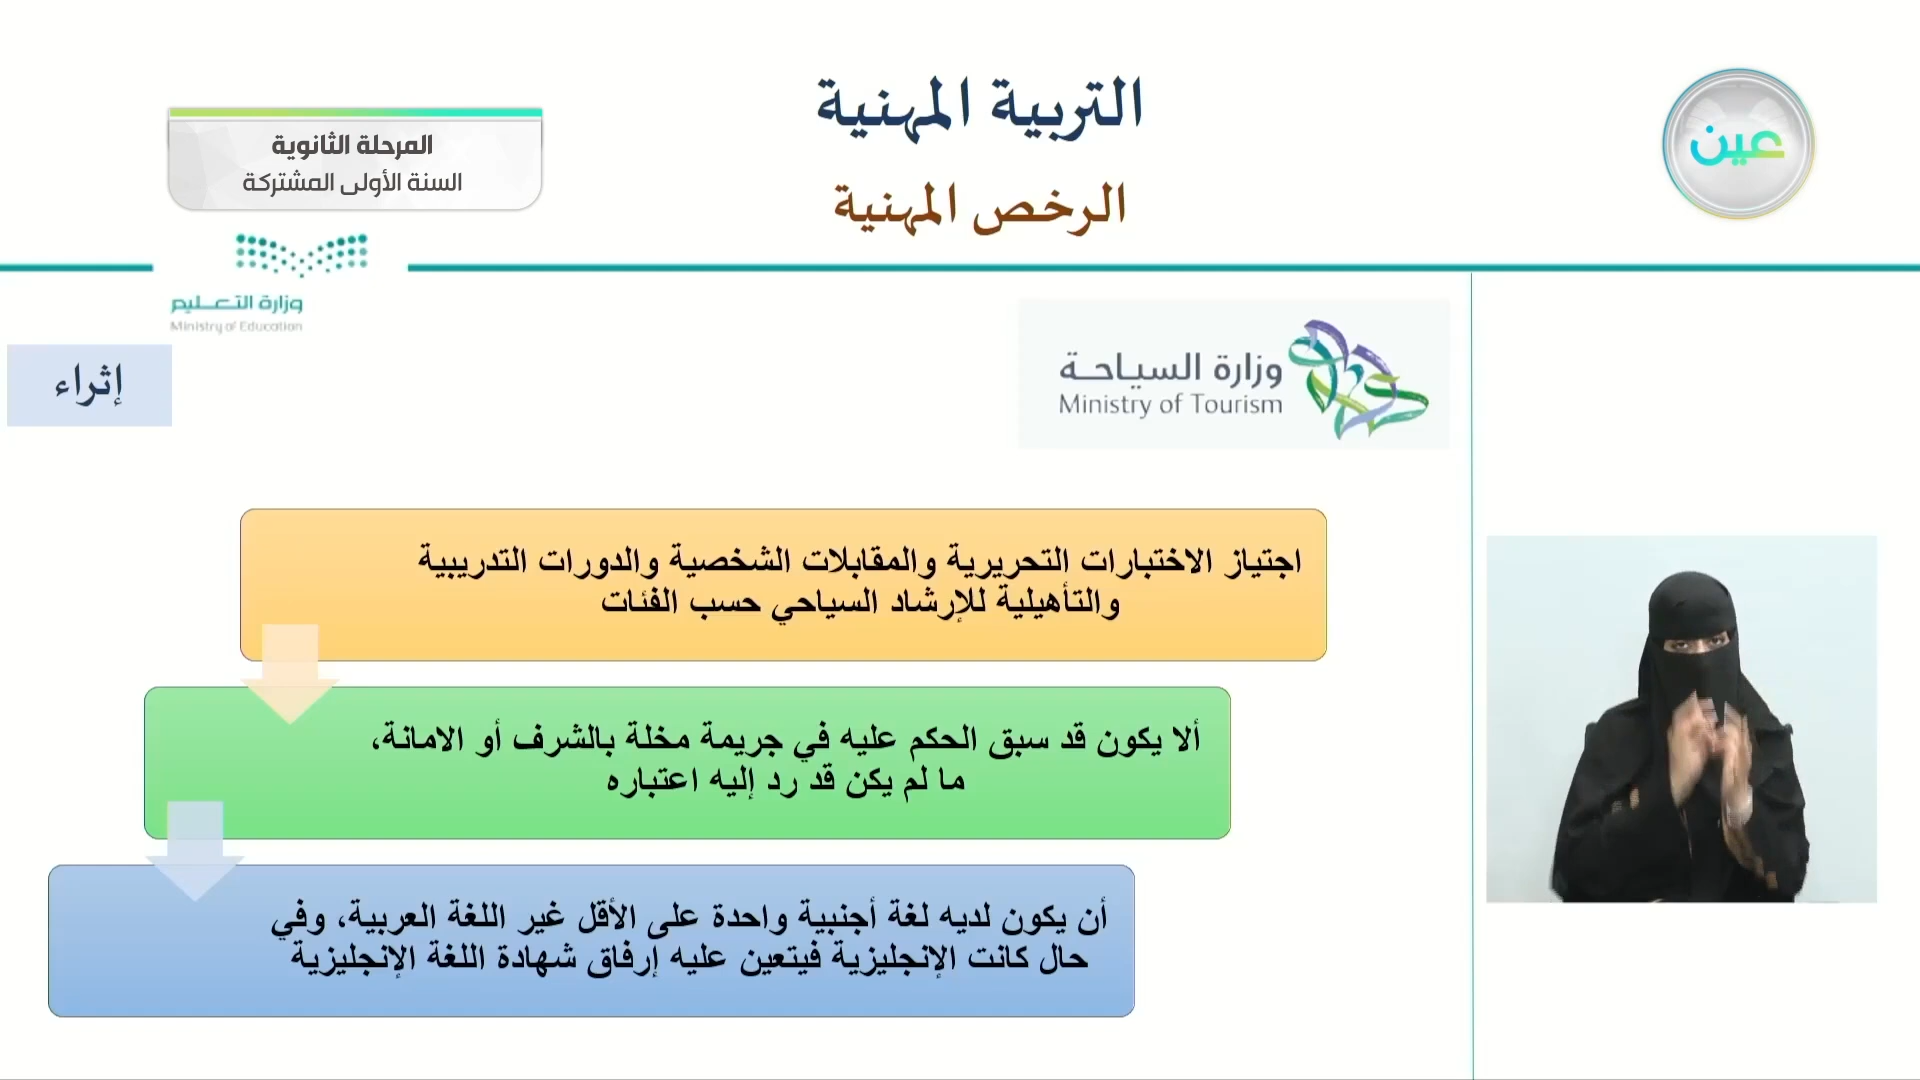 التربية المهنية
الرخص المهنية
عين
المرحلة الثانوية
السنة الأولى المشتركة
وزارة التعليم
Ministry of Education
إثراء
وزارة السياحة
Ministry of Tourism
اجتياز الاختبارات التحريرية والمقابلات الشخصية والدورات التدريبية
والتأهيلية للإرشاد السياحي حسب الفئات
ألا يكون قد سبق الحكم عليه في جريمة مخلة بالشرف أو الامانة،
ما لم يكن قد رد إليه اعتباره
أن يكون لديه لغة أجنبية واحدة على الأقل غير اللغة العربية، وفي
حال كانت الإنجليزية فيتعين عليه إرفاق شهادة اللغة الإنجليزية